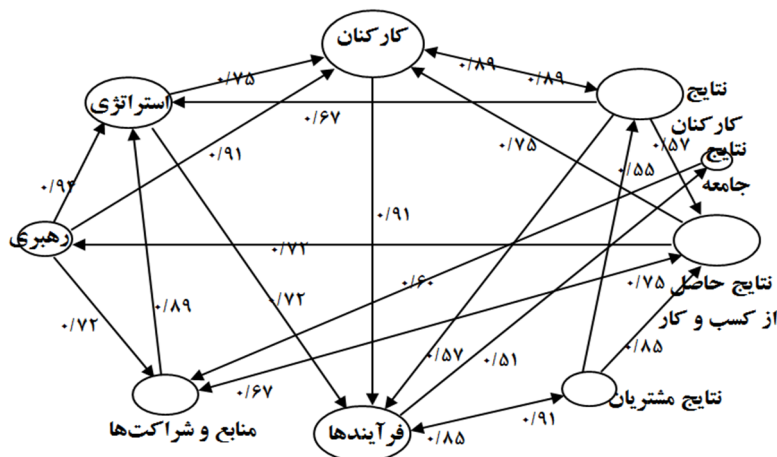 کارکنان
۰/۸۹
۰/۸۹
نتایج
کارکنان
استراتژی
۰/۷۵
۰/۶۷
۰/۵۷
نتایج
جامعه
۰/۹۱
۰/۷۵
۰/۵۵
۰/۹۴
رهبری
۰/۹۱
۰/۷۲
نتایج حاصل
از کسب و کار
۰/۶۰
۰/۷۵
۰/۷۲
۰/۸۹
۰/۷۲
۰/۵۷
۰/۵۱
۰/۸۵
۰/۶۷
منابع و شراکت‌ها
فرآیندها
۰/۸۵
۰/۹۱
نتایج مشتریان